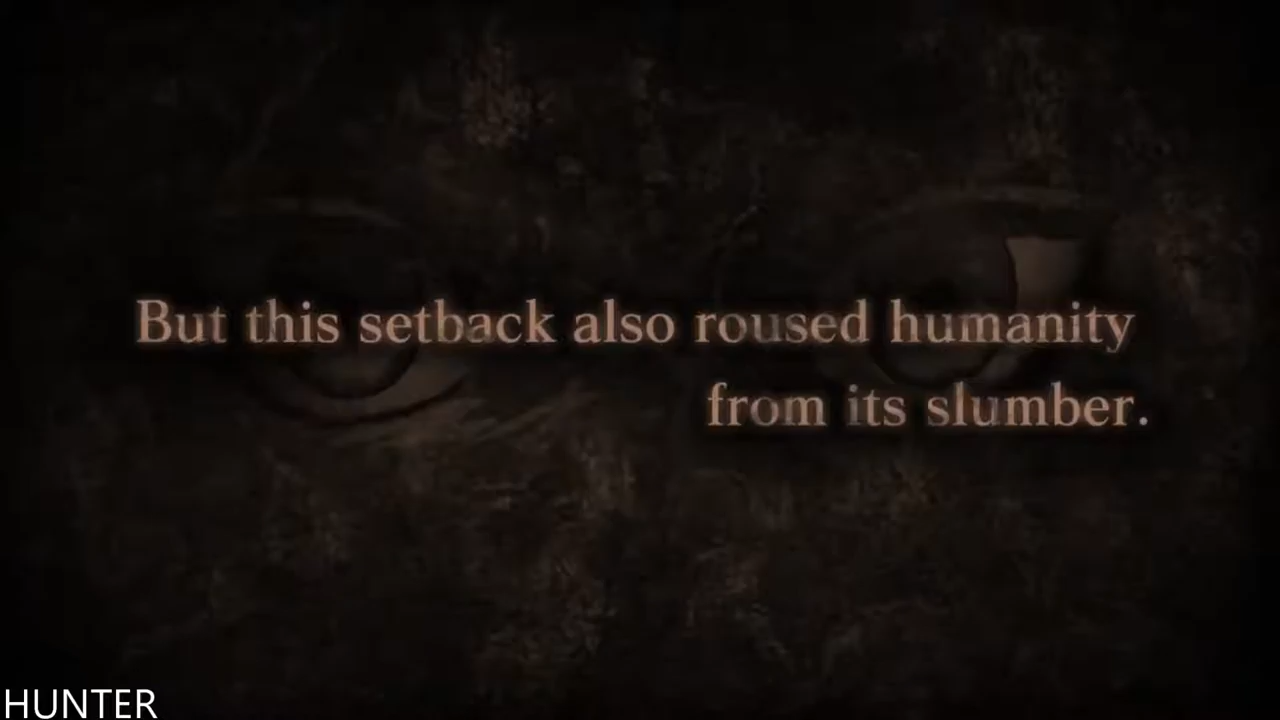 But this setback also roused humanity
from its slumber.
HUNTER